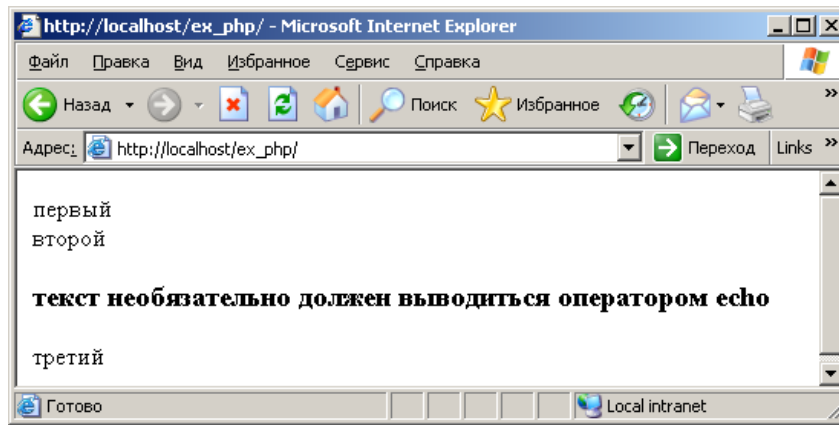 http://localhost/ex_php/ - Microsoft Internet Explorer
Файл Правка Вид Избранное Сервис Справка
Назад Поиск Избранное »
Адрес: http://localhost/ex_php/ Переход Links »
первый
второй
текст необязательно должен выводиться оператором echo
третий
Готово Local intranet